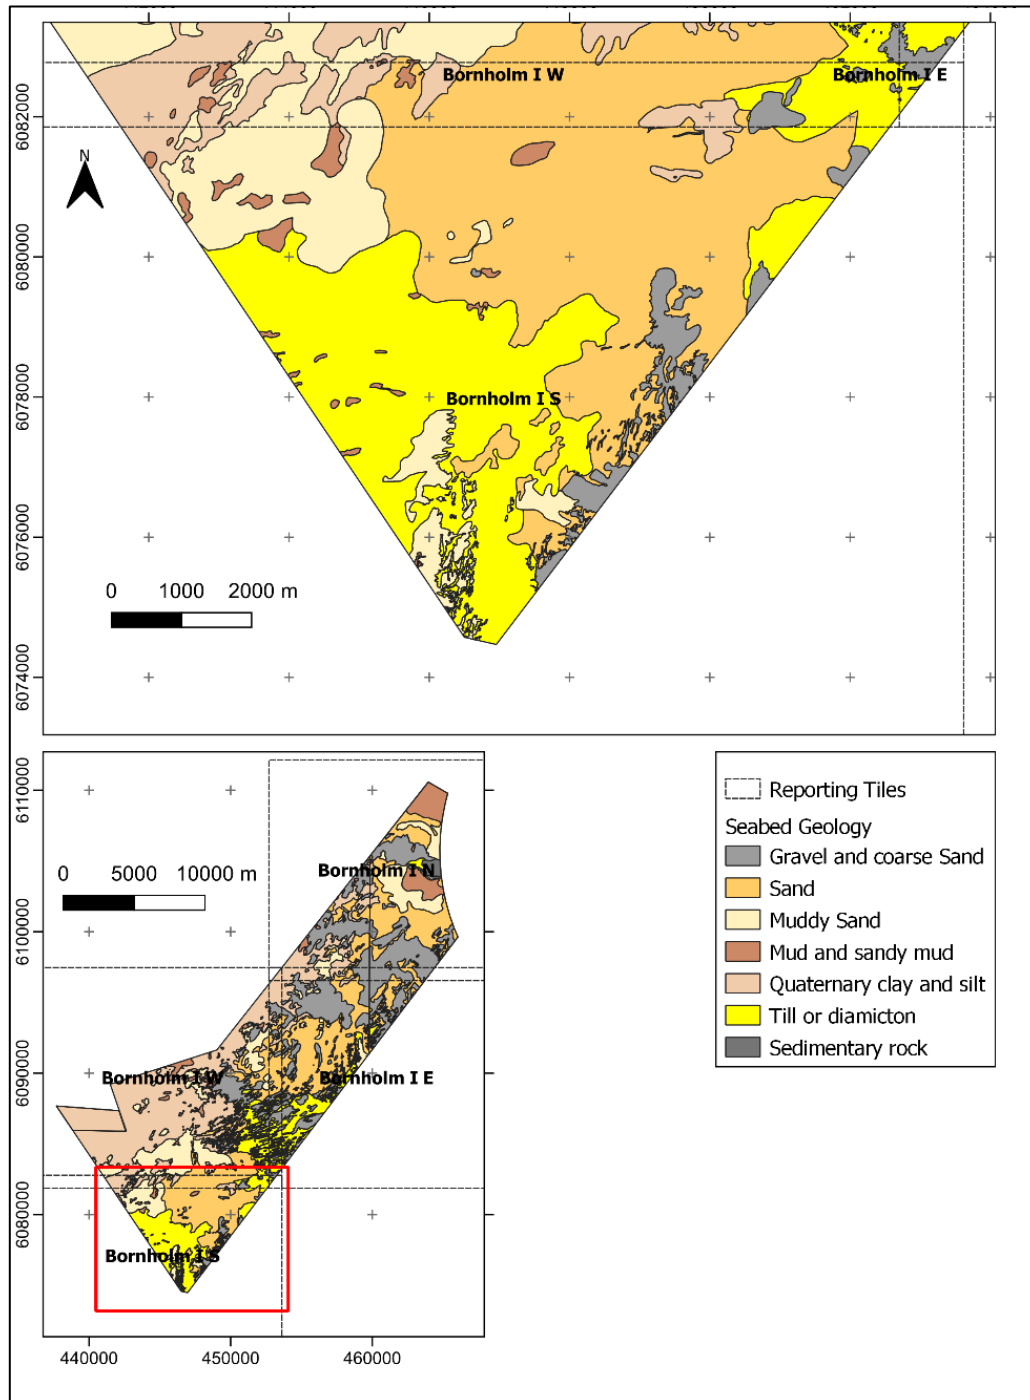 Bornholm I W
Bornholm I E
6082000
N
6080000
6078000
Bornholm I S
6076000
0 1000 2000 m
6074000
6110000
0 5000 10000 m
Bornholm I N
6100000
6090000
Bornholm I W
Bornholm I E
6080000
Bornholm I S
440000 450000 460000
Reporting Tiles
Seabed Geology
Gravel and coarse Sand
Sand
Muddy Sand
Mud and sandy mud
Quaternary clay and silt
Till or diamicton
Sedimentary rock